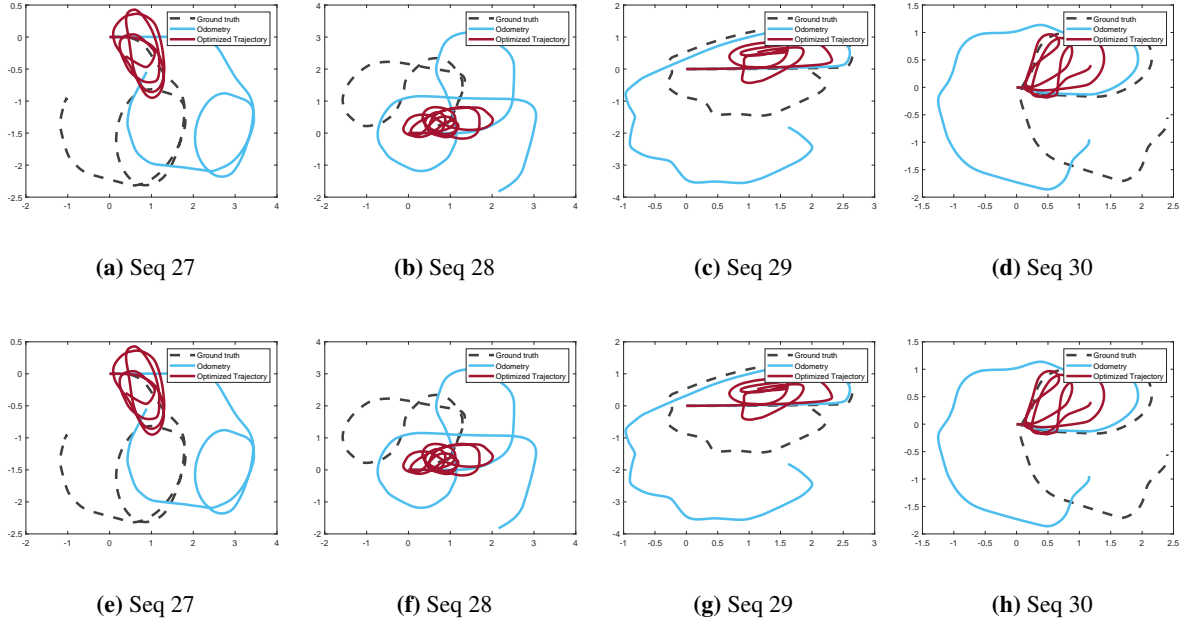 0.5
0
-0.5
-1
-1.5
-2
-2.5
-2 -1 0 1 2 3 4
Ground truth
Odometry
Optimized Trajectory
(a) Seq 27
4
3
2
1
0
-1
-2
-2 -1 0 1 2 3 4
Ground truth
Odometry
Optimized Trajectory
(b) Seq 28
2
1
0
-1
-2
-3
-4
-1 -0.5 0 0.5 1 1.5 2 2.5 3
Ground truth
Odometry
Optimized Trajectory
(c) Seq 29
1.5
1
0.5
0
-0.5
-1
-1.5
-2
-1.5 -1 -0.5 0 0.5 1 1.5 2 2.5
Ground truth
Odometry
Optimized Trajectory
(d) Seq 30
0.5
0
-0.5
-1
-1.5
-2
-2.5
-2 -1 0 1 2 3 4
Ground truth
Odometry
Optimized Trajectory
(e) Seq 27
4
3
2
1
0
-1
-2
-2 -1 0 1 2 3 4
Ground truth
Odometry
Optimized Trajectory
(f) Seq 28
2
1
0
-1
-2
-3
-4
-1 -0.5 0 0.5 1 1.5 2 2.5 3
Ground truth
Odometry
Optimized Trajectory
(g) Seq 29
1.5
1
0.5
0
-0.5
-1
-1.5
-2
-1.5 -1 -0.5 0 0.5 1 1.5 2 2.5
Ground truth
Odometry
Optimized Trajectory
(h) Seq 30